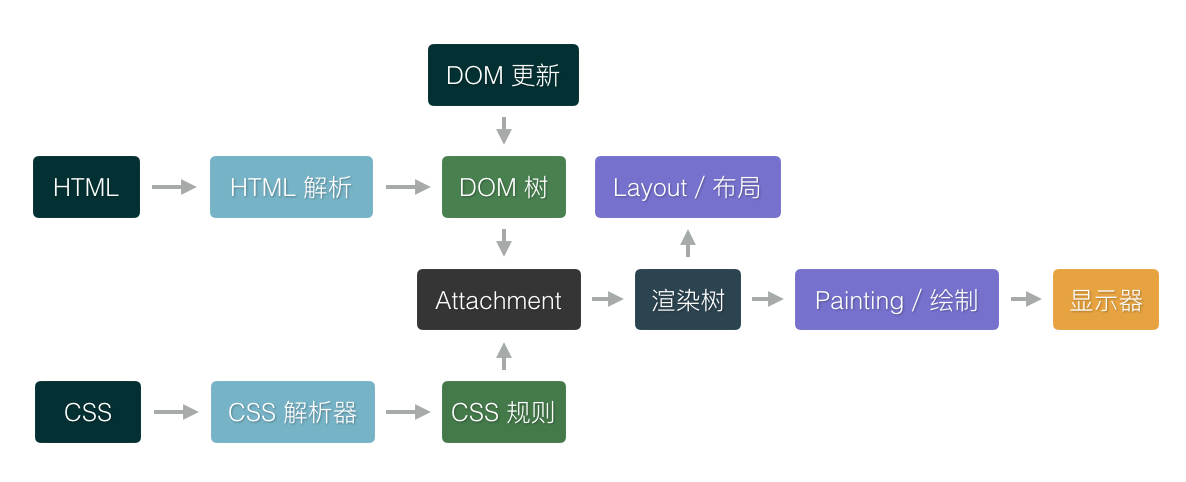 DOM 更新
HTML
HTML 解析
DOM 树
Layout / 布局
Attachment
渲染树
Painting / 绘制
显示器
CSS
CSS 解析器
CSS 规则